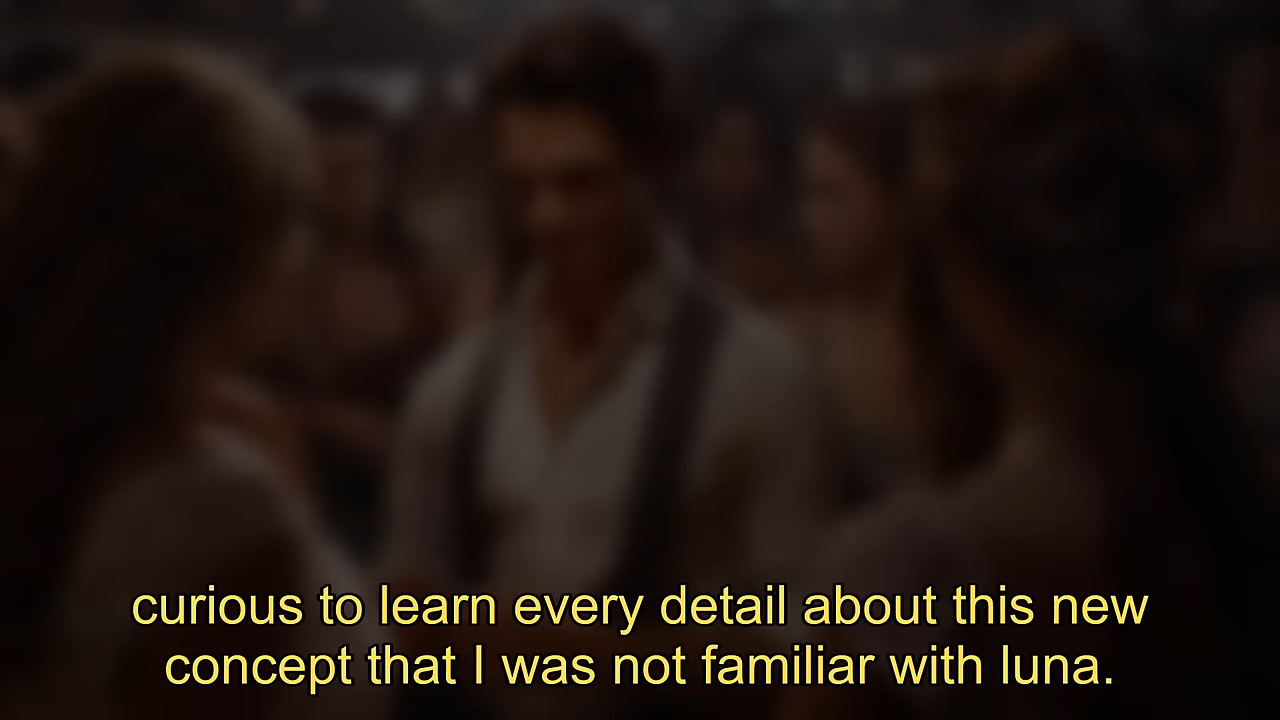 curious to learn every detail about this new
concept that I was not familiar with luna.